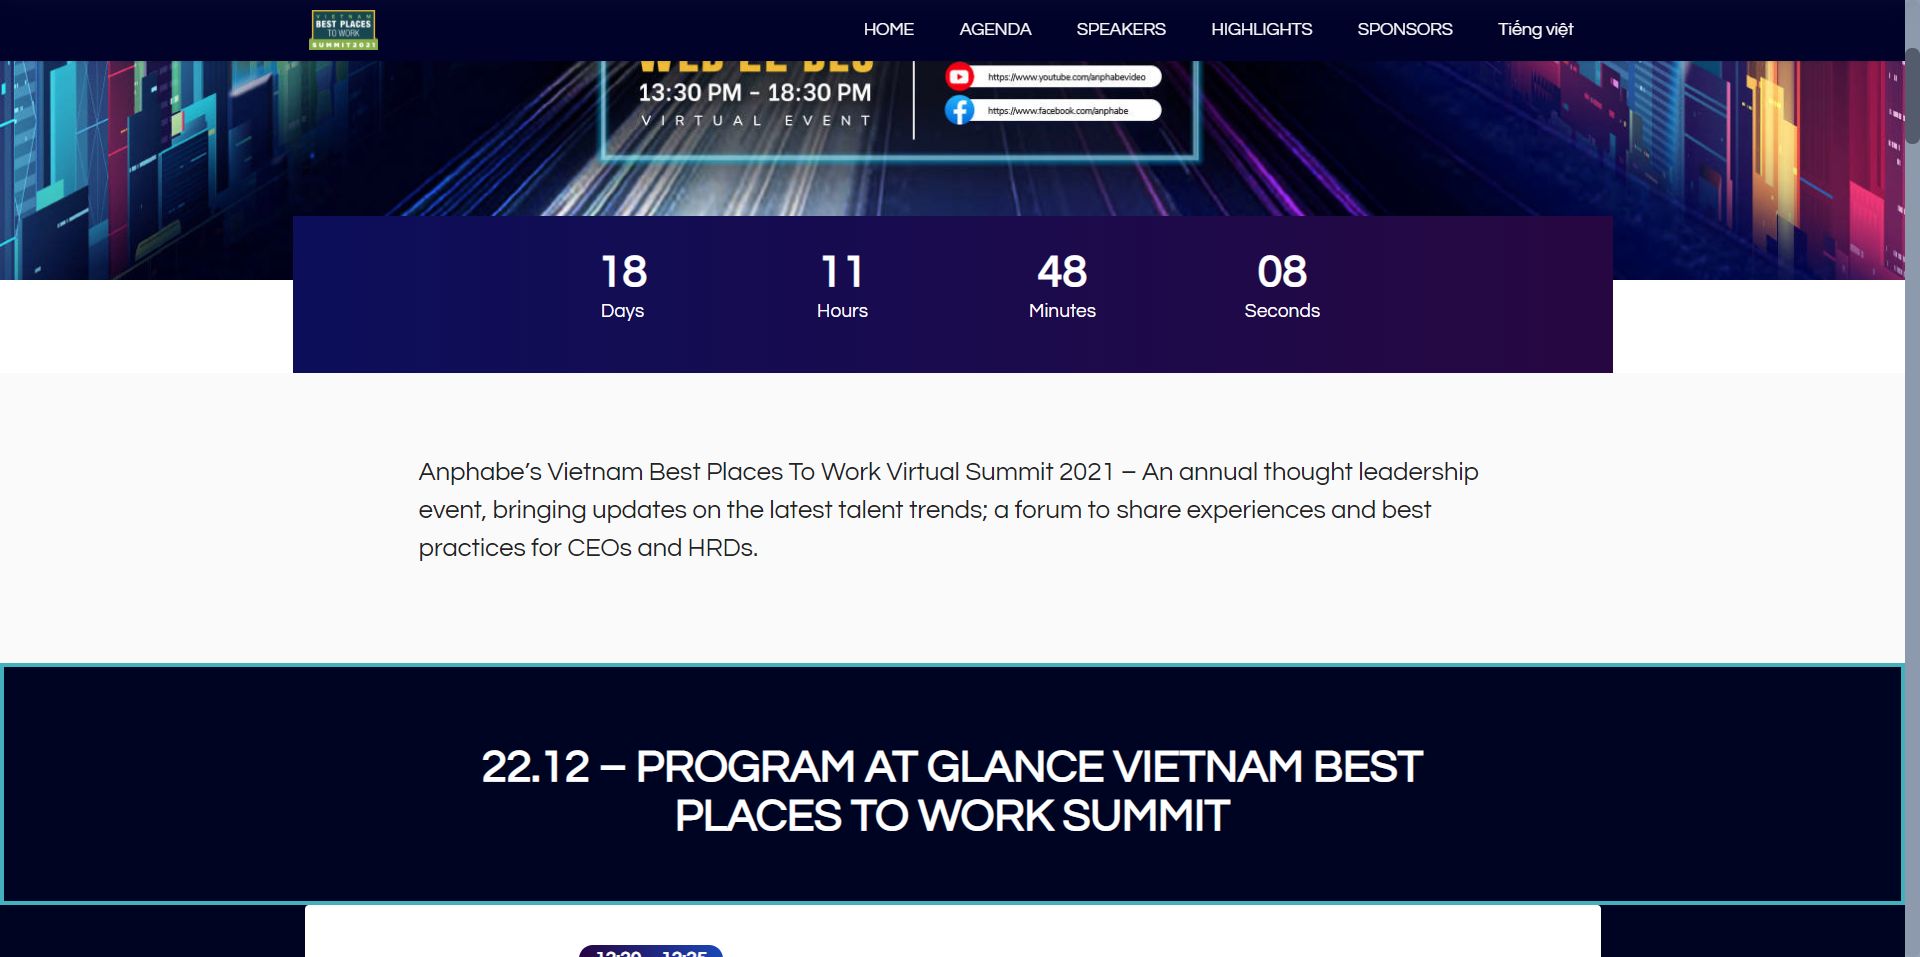 VIETNAM
BEST PLACES
TO WORK
SUMMIT2021
HOME
AGENDA
SPEAKERS
HIGHLIGHTS
SPONSORS
Tiếng việt
13:30 PM - 18:30 PM
VIRTUAL EVENT
https://www.youtube.com/anphabevideo
https://www.facebook.com/anphabe
18
11
48
08
Days
Hours
Minutes
Seconds
Anphabe’s Vietnam Best Places To Work Virtual Summit 2021 – An annual thought leadership
event, bringing updates on the latest talent trends; a forum to share experiences and best
practices for CEOs and HRDs.
22.12 – PROGRAM AT GLANCE VIETNAM BEST
PLACES TO WORK SUMMIT